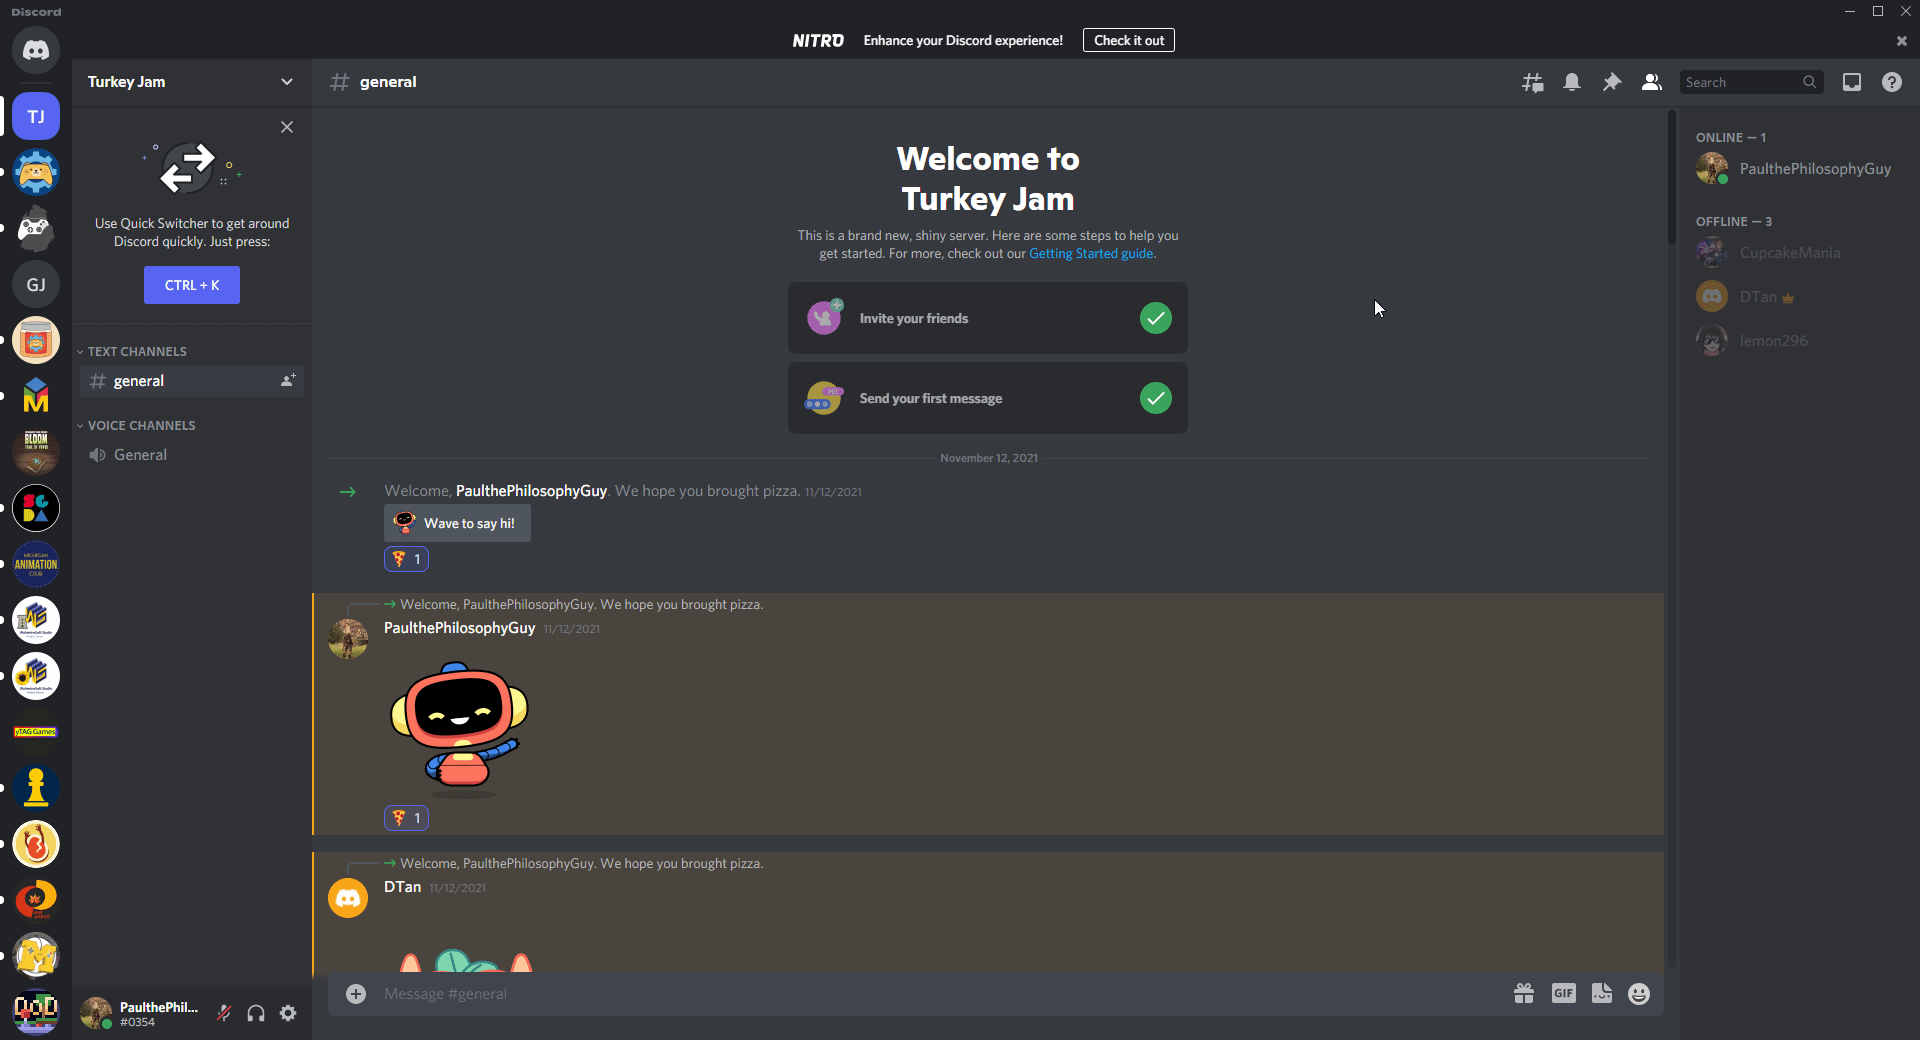 Discord
NITRO Enhance your Discord experience! Check it out
Turkey Jam
general
Search
TJ
Use Quick Switcher to get around
Discord quickly. Just press:
CTRL + K
GJ
TEXT CHANNELS
general
VOICE CHANNELS
General
BLOOM
MICHIGAN
ANIMATION
CLUB
yTAG Games
PaulthePhil...
#0354
Welcome to
Turkey Jam
This is a brand new, shiny server. Here are some steps to help you
get started. For more, check out our Getting Started guide.
Invite your friends
Send your first message
November 12, 2021
Welcome, PaulthePhilosophyGuy. We hope you brought pizza. 11/12/2021
Wave to say hi!
1
Welcome, PaulthePhilosophyGuy. We hope you brought pizza.
PaulthePhilosophyGuy 11/12/2021
1
Welcome, PaulthePhilosophyGuy. We hope you brought pizza.
DTan 11/12/2021
Message #general
GIF
ONLINE — 1
PaulthePhilosophyGuy
OFFLINE — 3
CupcakeMania
DTan
lemon296